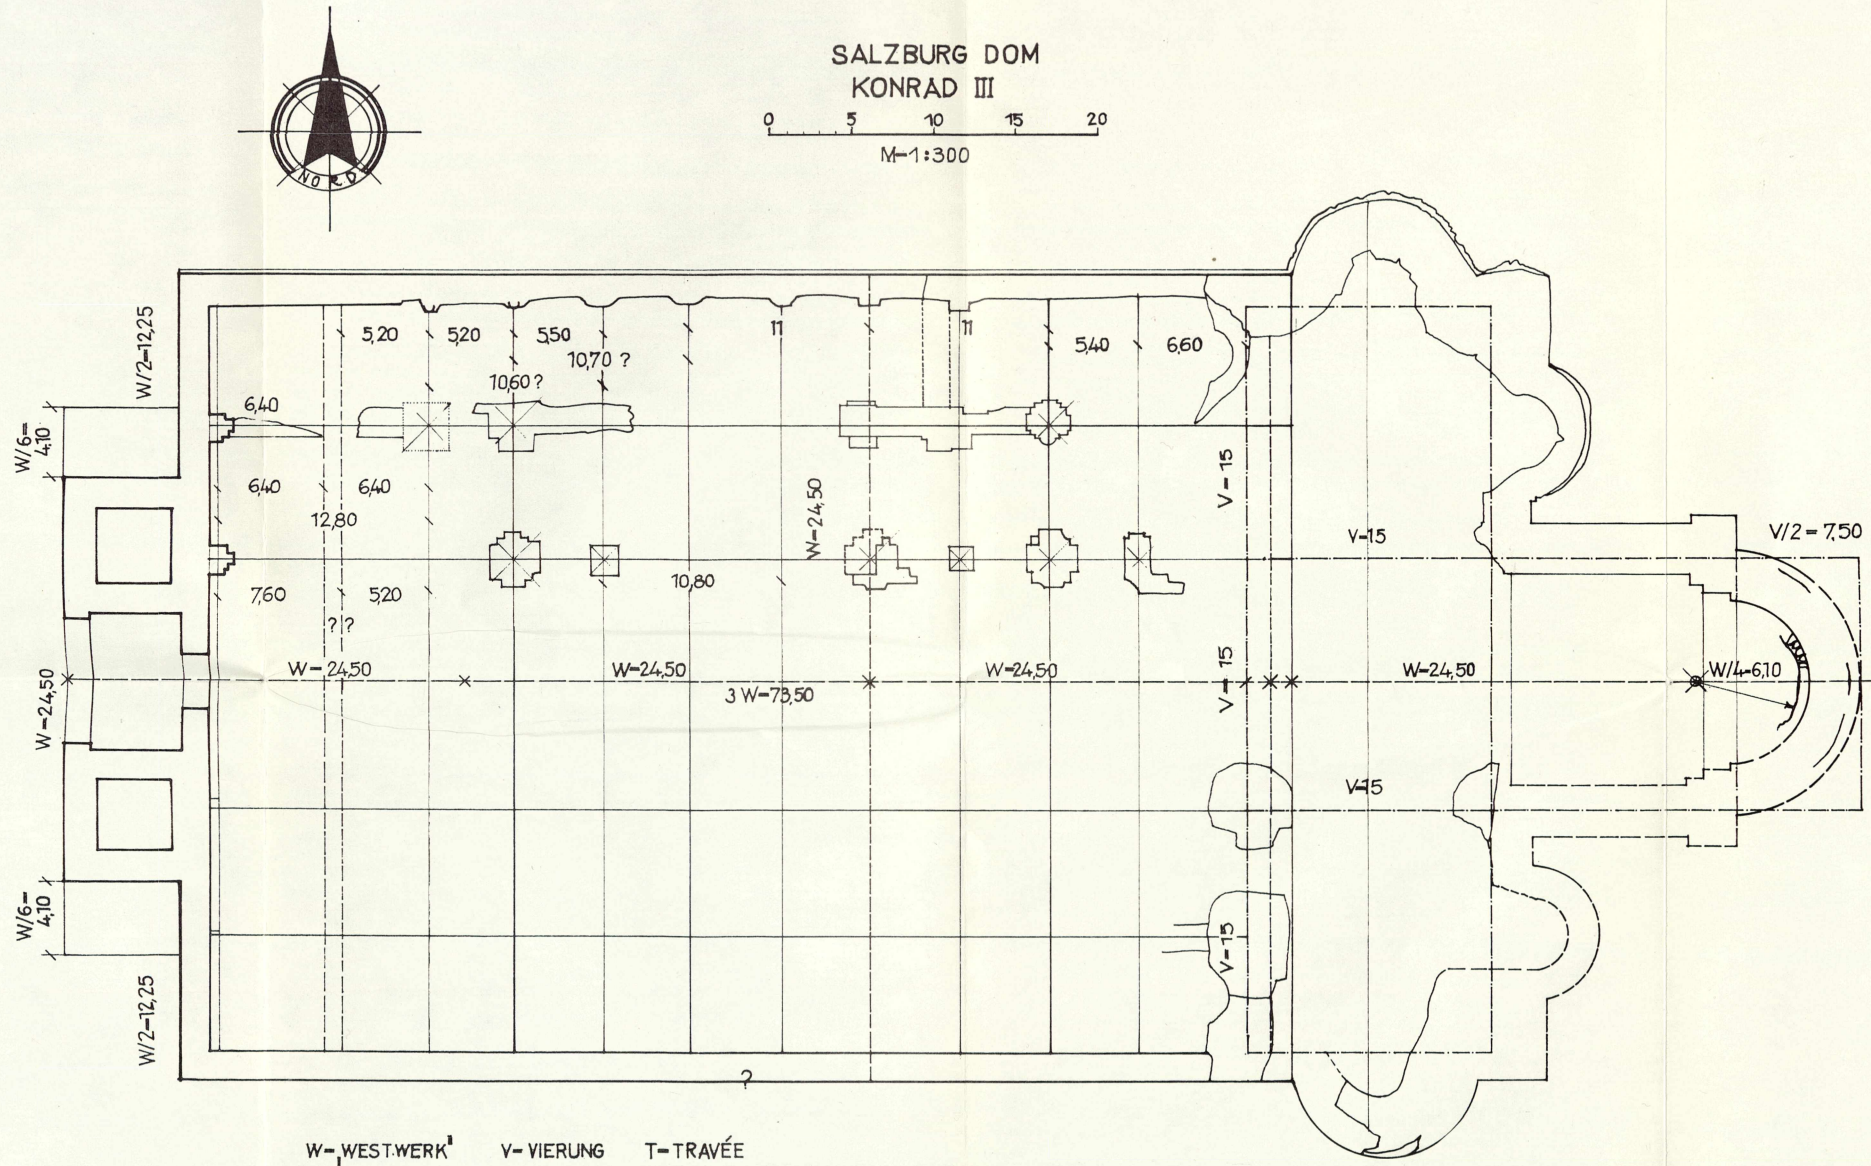 SALZBURG DOM
KONRAD III
0 5 10 15 20
M-1:300
NORD
W/2-12,25
5,20 5,20 5,50 11 11 5,40 6,60
10,70 ?
10,60 ?
6,40
W/6=
4,10
6,40 6,40
12,80
W-24,50
V-15
V-15
V/2 = 7,50
7,60 5,20 10,80
? ?
W-24,50
W-24,50 W-24,50 W-24,50 W-24,50 W/4-6,10
3 W-73,50
V-15
V-15
W/6=
4,10
V-15
W/2-12,25
?
W-„WESTWERK" V-VIERUNG T-TRAVÉE